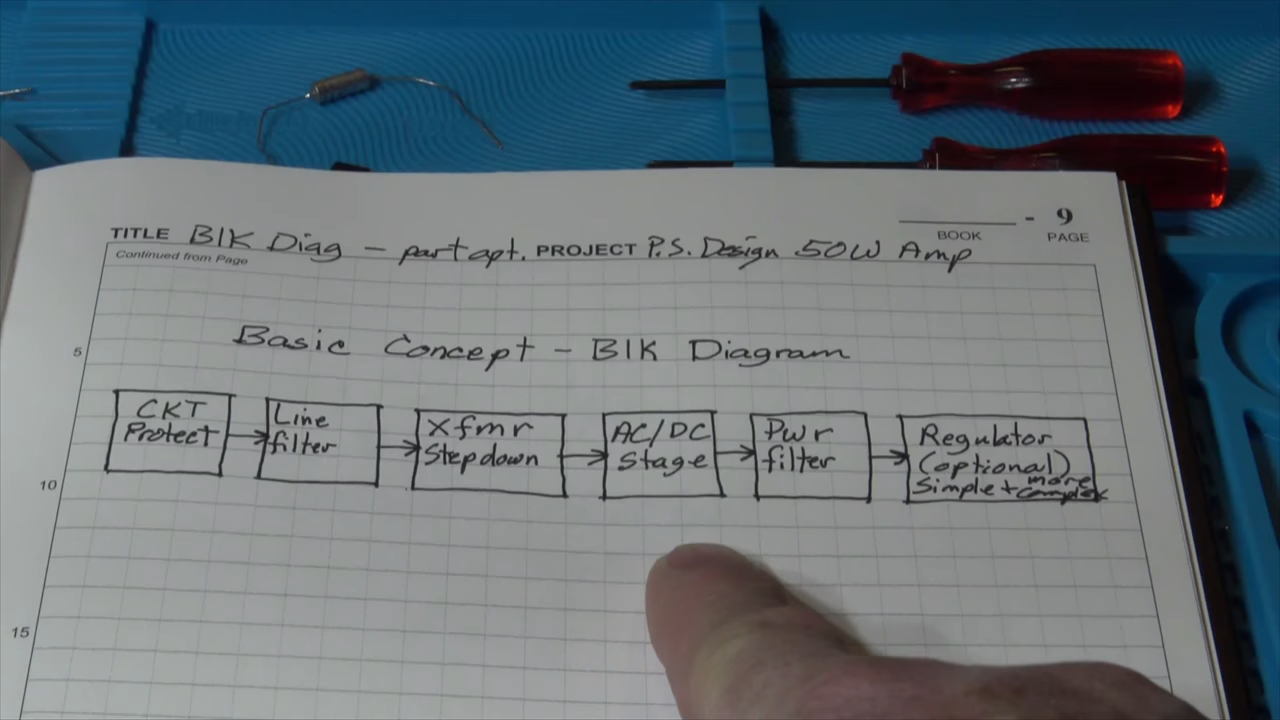 BOOK - 9 PAGE
TITLE BlK Diag - part apt. PROJECT P.S. Design 50W Amp
Continued from Page
Basic Concept - BlK Diagram
5
CKT Protect
Line filter
Xfmr Stepdown
AC/DC Stage
Pwr filter
Regulator (optional) Simple + more complex
10
15